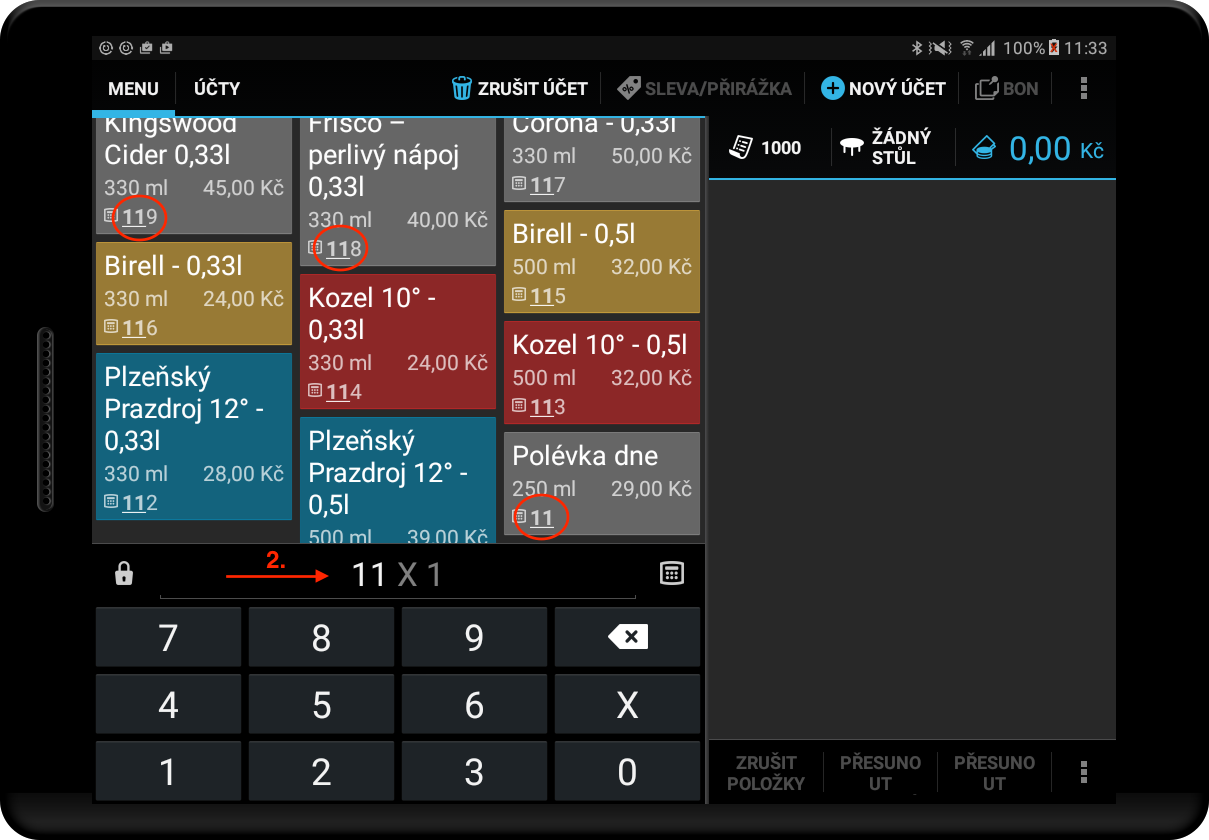 100% 11:33
MENU ÚČTY ZRUŠIT ÚČET SLEVA/PŘIRÁŽKA NOVÝ ÚČET BON
Kingswood
Cider 0,33l
330 ml 45,00 Kč
119
Birell - 0,33l
330 ml 24,00 Kč
116
Plzeňský
Prazdroj 12° -
0,33l
330 ml 28,00 Kč
112
Frisco –
perlivý nápoj
0,33l
330 ml 40,00 Kč
118
Kozel 10° -
0,33l
330 ml 24,00 Kč
114
Plzeňský
Prazdroj 12° -
0,5l
500 ml 39,00 Kč
Corona - 0,33l
330 ml 50,00 Kč
117
Birell - 0,5l
500 ml 32,00 Kč
115
Kozel 10° - 0,5l
500 ml 32,00 Kč
113
Polévka dne
250 ml 29,00 Kč
11
1000
ŽÁDNÝ
STŮL
0,00 Kč
2.
11 X 1
7 8 9
4 5 6 X
1 2 3 0
ZRUŠIT
POLOŽKY
PŘESUNO
UT
PŘESUNO
UT